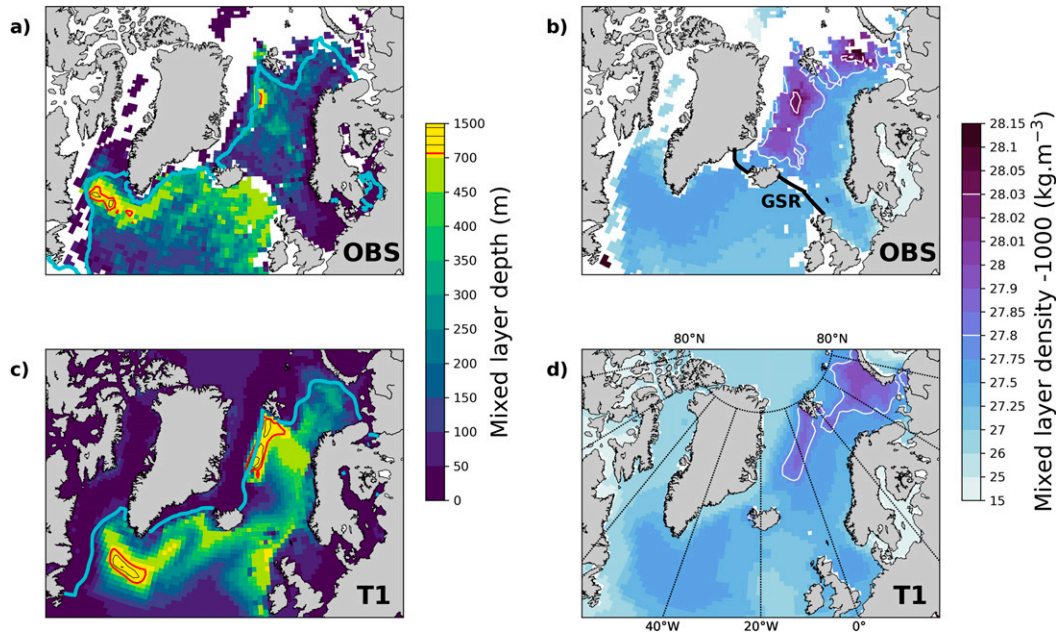 a)
OBS
b)
GSR
OBS
1500
700
450
400
350
300
250
200
150
100
50
0
Mixed layer depth (m)
28.15
28.1
28.05
28.03
28.02
28.01
28
27.9
27.85
27.8
27.75
27.5
27.25
27
26
25
15
Mixed layer density -1000 (kg.m⁻³)
c)
T1
d)
80°N
80°N
T1
40°W
20°W
0°